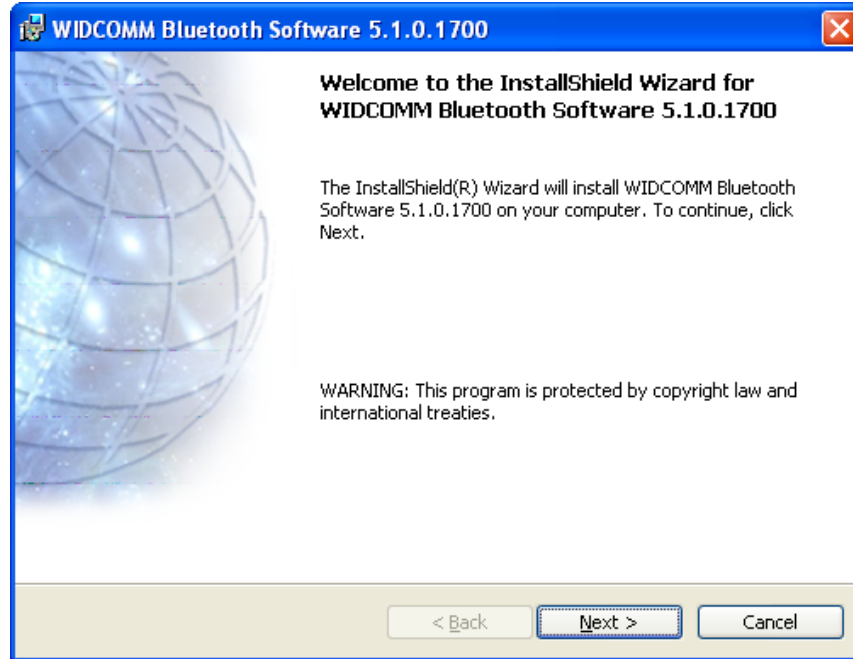 WIDCOMM Bluetooth Software 5.1.0.1700
Welcome to the InstallShield Wizard for
WIDCOMM Bluetooth Software 5.1.0.1700
The InstallShield(R) Wizard will install WIDCOMM Bluetooth
Software 5.1.0.1700 on your computer. To continue, click
Next.
WARNING: This program is protected by copyright law and
international treaties.
< Back
Next >
Cancel